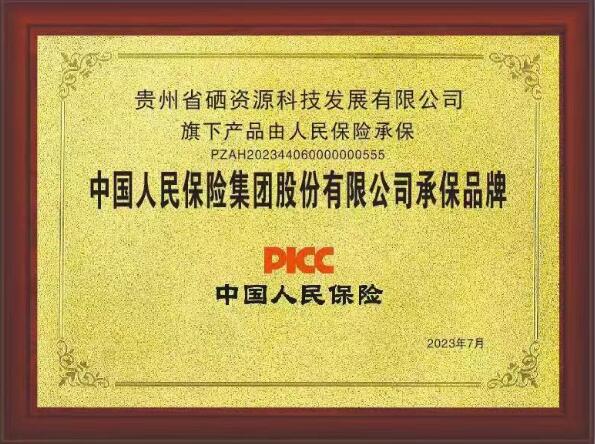 贵州省硒资源科技发展有限公司
旗下产品由人民保险承保
PZAH202344060000000555
中国人民保险集团股份有限公司承保品牌
PICC
中国人民保险
2023年7月